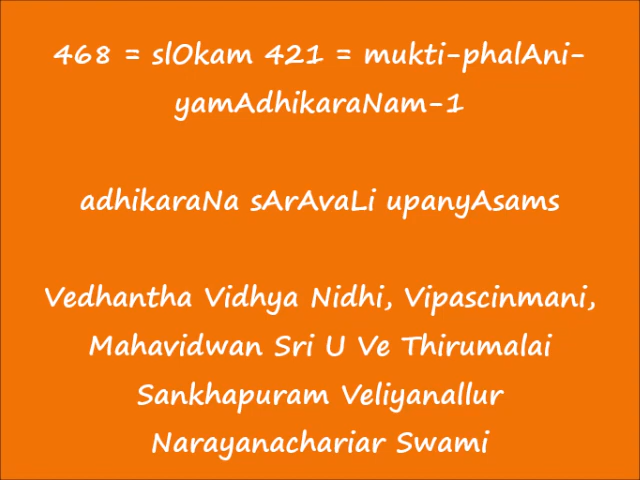 468 = slOkam 421 = mukti-phalAni-
yamAdhikaraNam-1
adhikaraNa sArAvaLi upanyAsams
Vedhantha Vidhya Nidhi, Vipascinmani,
Mahavidwan Sri U Ve Thirumalai
Sankhapuram Veliyanallur
Narayanachariar Swami